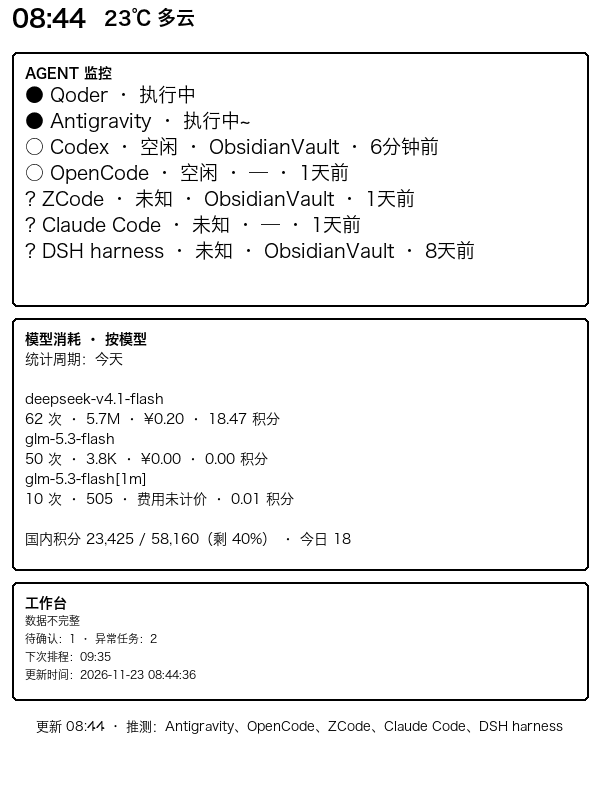 08:44 23℃ 多云
AGENT 监控
● Qoder · 执行中
● Antigravity · 执行中~
○ Codex · 空闲 · ObsidianVault · 6分钟前
○ OpenCode · 空闲 · — · 1天前
? ZCode · 未知 · ObsidianVault · 1天前
? Claude Code · 未知 · — · 1天前
? DSH harness · 未知 · ObsidianVault · 8天前
模型消耗 · 按模型
统计周期：今天
deepseek-v4.1-flash
62 次 · 5.7M · ¥0.20 · 18.47 积分
glm-5.3-flash
50 次 · 3.8K · ¥0.00 · 0.00 积分
glm-5.3-flash[1m]
10 次 · 505 · 费用未计价 · 0.01 积分
国内积分 23,425 / 58,160（剩 40%） · 今日 18
工作台
数据不完整
待确认：1 · 异常任务：2
下次排程：09:35
更新时间：2026-11-23 08:44:36
更新 08:44 · 推测：Antigravity、OpenCode、ZCode、Claude Code、DSH harness